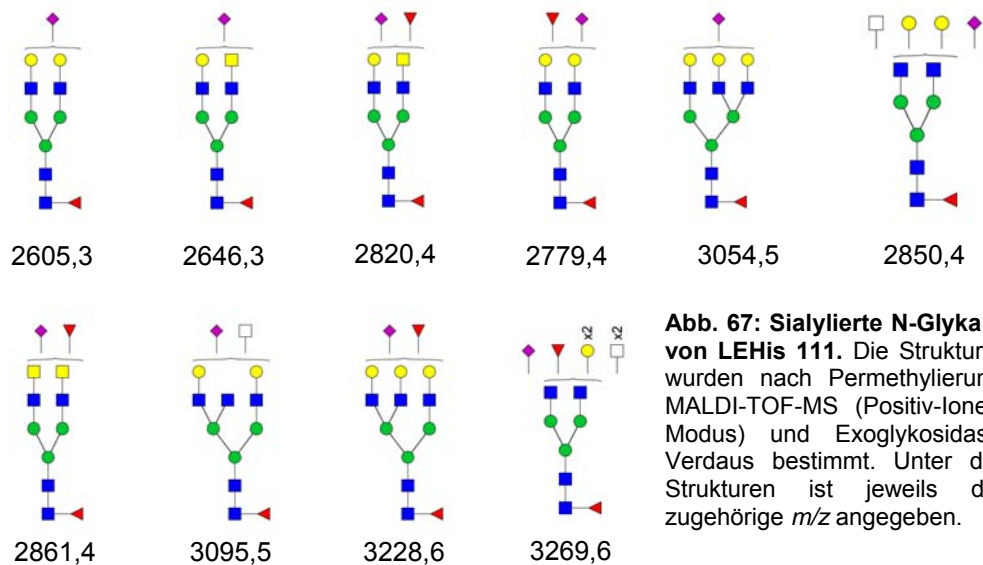 2605,3 2646,3 2820,4 2779,4 3054,5 2850,4
x2 x2
2861,4 3095,5 3228,6 3269,6
Abb. 67: Sialylierte N-Glyka
von LEHis 111. Die Struktur
wurden nach Permethylierun
MALDI-TOF-MS (Positiv-Ione
Modus) und Exoglykosidas
Verdaus bestimmt. Unter d
Strukturen ist jeweils d
zugehörige m/z angegeben.